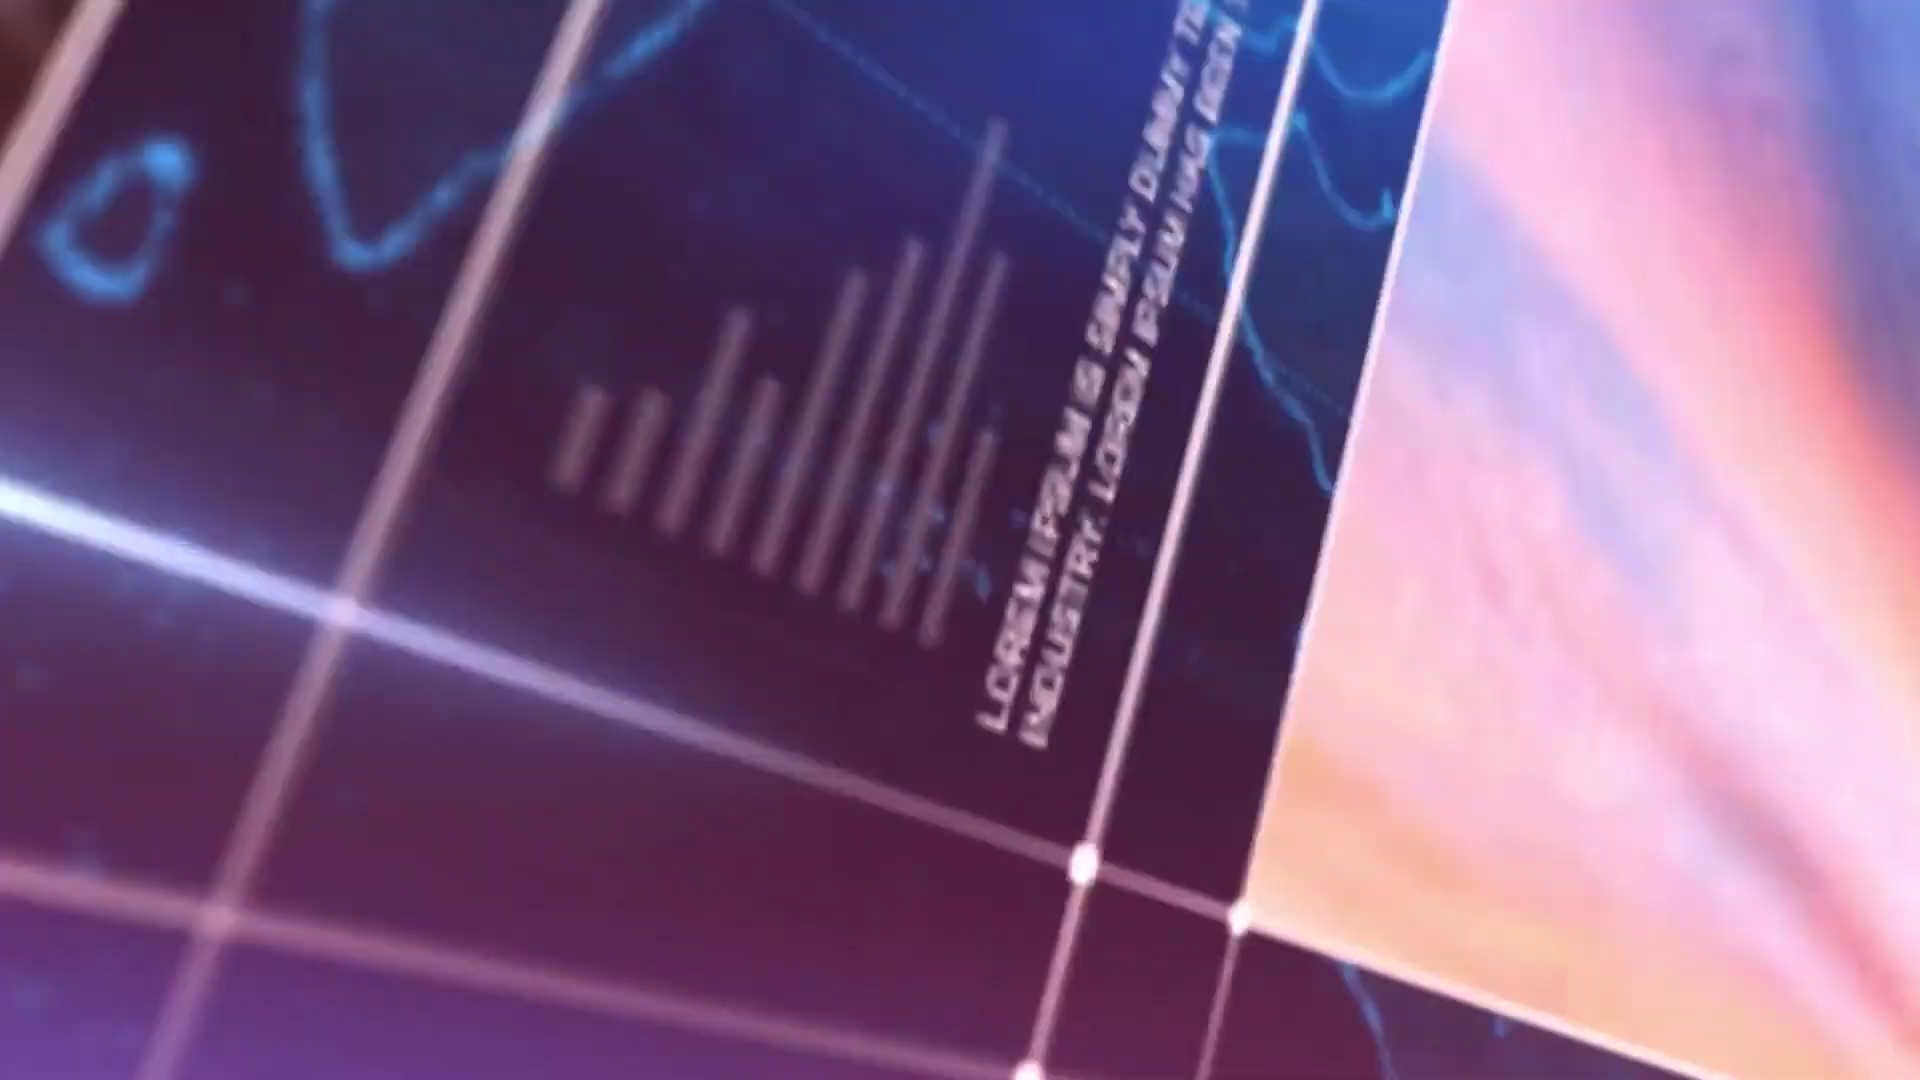 LOREM IPSUM IS SIMPLY DUMMY
INDUSTRY. LOREM IPSUM HAS BEEN